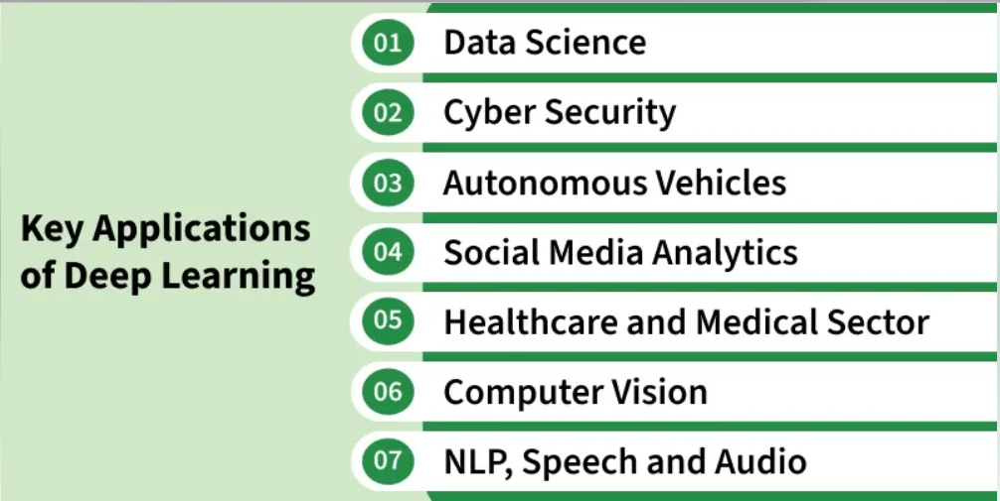 Key Applications
of Deep Learning
01 Data Science
02 Cyber Security
03 Autonomous Vehicles
04 Social Media Analytics
05 Healthcare and Medical Sector
06 Computer Vision
07 NLP, Speech and Audio